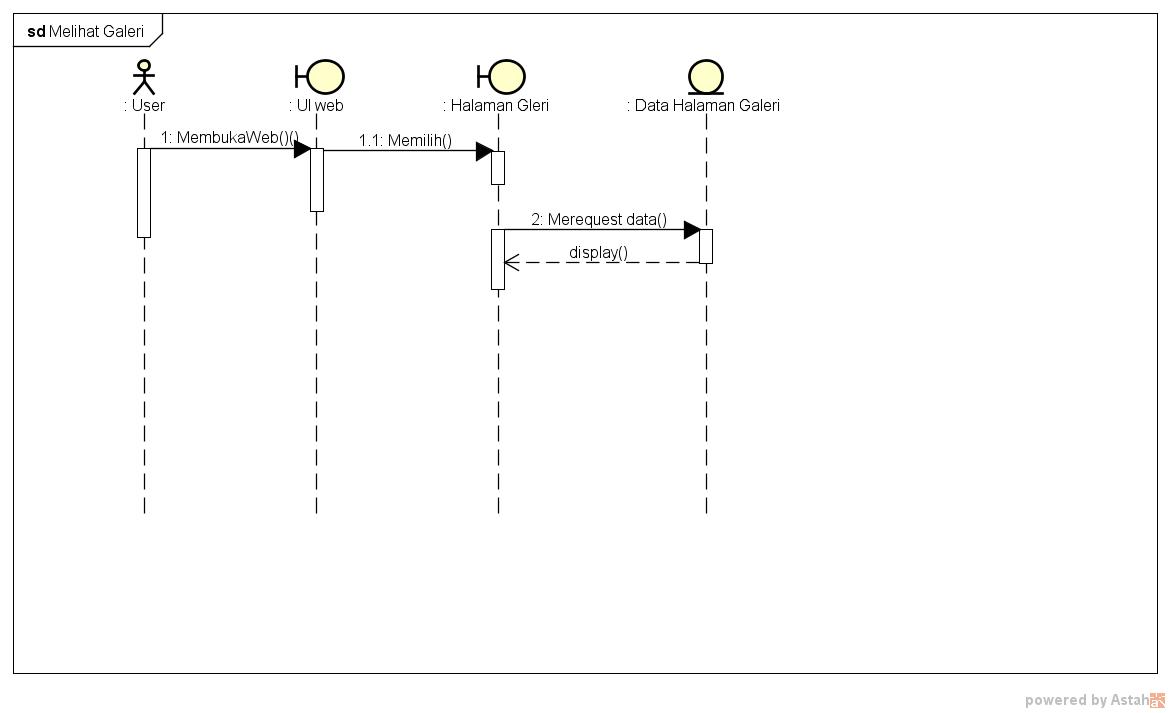 sd Melihat Galeri
: User
: UI web
: Halaman Gleri
: Data Halaman Galeri
1: MembukaWeb()()
1.1: Memilih()
2: Merequest data()
display()
powered by Astah